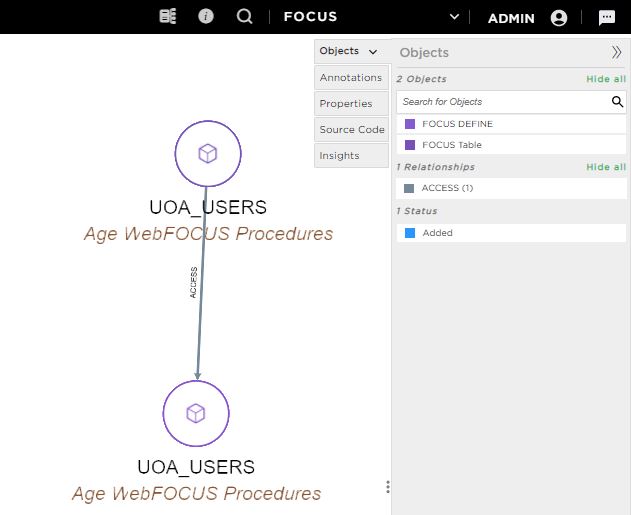 FOCUS
ADMIN
Objects
Annotations
Properties
Source Code
Insights
Objects
2 Objects Hide all
Search for Objects
FOCUS DEFINE
FOCUS Table
1 Relationships Hide all
ACCESS (1)
1 Status
Added
UOA_USERS
Age WebFOCUS Procedures
ACCESS
UOA_USERS
Age WebFOCUS Procedures